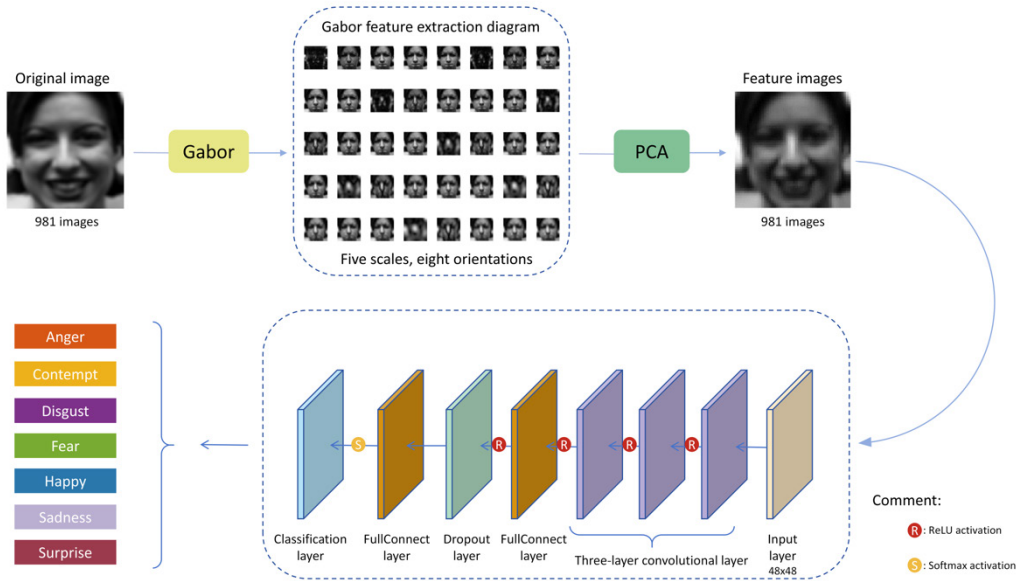 Gabor feature extraction diagram
Original image
Gabor
981 images
Five scales, eight orientations
PCA
Feature images
981 images
Anger
Contempt
Disgust
Fear
Happy
Sadness
Surprise
S
R
R
R
R
Classification
layer
FullConnect
layer
Dropout
layer
FullConnect
layer
Three-layer convolutional layer
Input
layer
48x48
Comment:
R : ReLU activation
S : Softmax activation